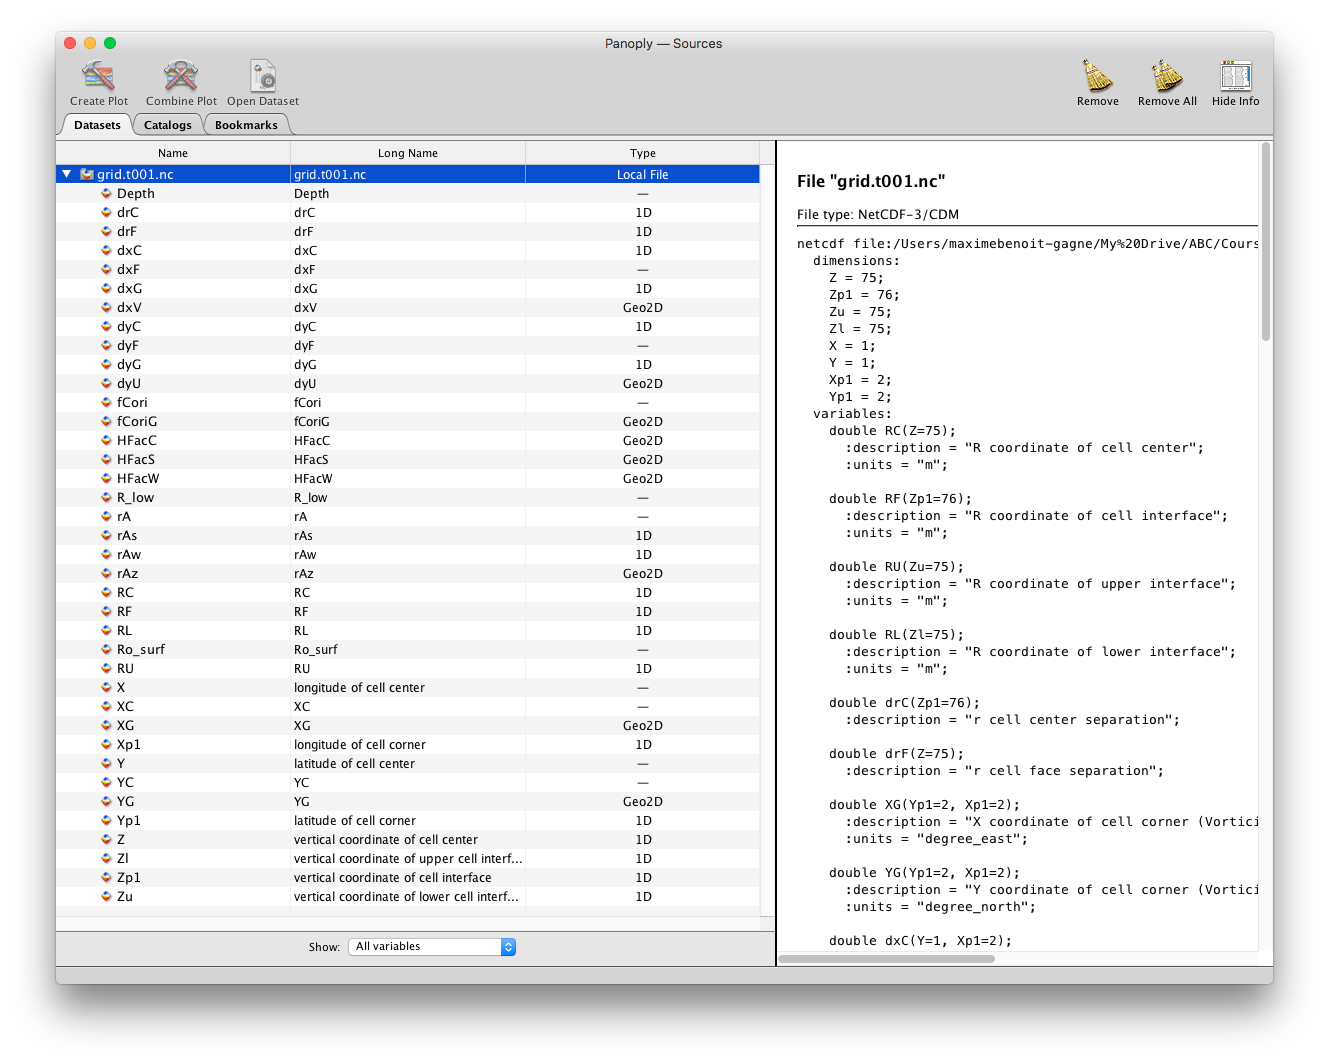 Panoply — Sources
Create Plot Combine Plot Open Dataset Remove Remove All Hide Info
Datasets Catalogs Bookmarks
Name Long Name Type
grid.t001.nc grid.t001.nc Local File
Depth Depth —
drC drC 1D
drF drF 1D
dxC dxC 1D
dxF dxF —
dxG dxG 1D
dxV dxV Geo2D
dyC dyC 1D
dyF dyF —
dyG dyG 1D
dyU dyU Geo2D
fCori fCori —
fCoriG fCoriG Geo2D
HFacC HFacC Geo2D
HFacS HFacS Geo2D
HFacW HFacW Geo2D
R_low R_low —
rA rA —
rAs rAs 1D
rAw rAw 1D
rAz rAz Geo2D
RC RC 1D
RF RF 1D
RL RL 1D
Ro_surf Ro_surf —
RU RU 1D
X longitude of cell center —
XC XC —
XG XG Geo2D
Xp1 longitude of cell corner 1D
Y latitude of cell center —
YC YC —
YG YG Geo2D
Yp1 latitude of cell corner 1D
Z vertical coordinate of cell center 1D
Zl vertical coordinate of upper cell interf... 1D
Zp1 vertical coordinate of cell interface 1D
Zu vertical coordinate of lower cell interf... 1D
Show: All variables
File "grid.t001.nc"
File type: NetCDF-3/CDM
netcdf file:/Users/maximebenoit-gagne/My%20Drive/ABC/Cours
dimensions:
Z = 75;
Zp1 = 76;
Zu = 75;
Zl = 75;
X = 1;
Y = 1;
Xp1 = 2;
Yp1 = 2;
variables:
double RC(Z=75);
:description = "R coordinate of cell center";
:units = "m";
double RF(Zp1=76);
:description = "R coordinate of cell interface";
:units = "m";
double RU(Zu=75);
:description = "R coordinate of upper interface";
:units = "m";
double RL(Zl=75);
:description = "R coordinate of lower interface";
:units = "m";
double drC(Zp1=76);
:description = "r cell center separation";
double drF(Z=75);
:description = "r cell face separation";
double XG(Yp1=2, Xp1=2);
:description = "X coordinate of cell corner (Vortici
:units = "degree_east";
double YG(Yp1=2, Xp1=2);
:description = "Y coordinate of cell corner (Vortici
:units = "degree_north";
double dxC(Y=1, Xp1=2);